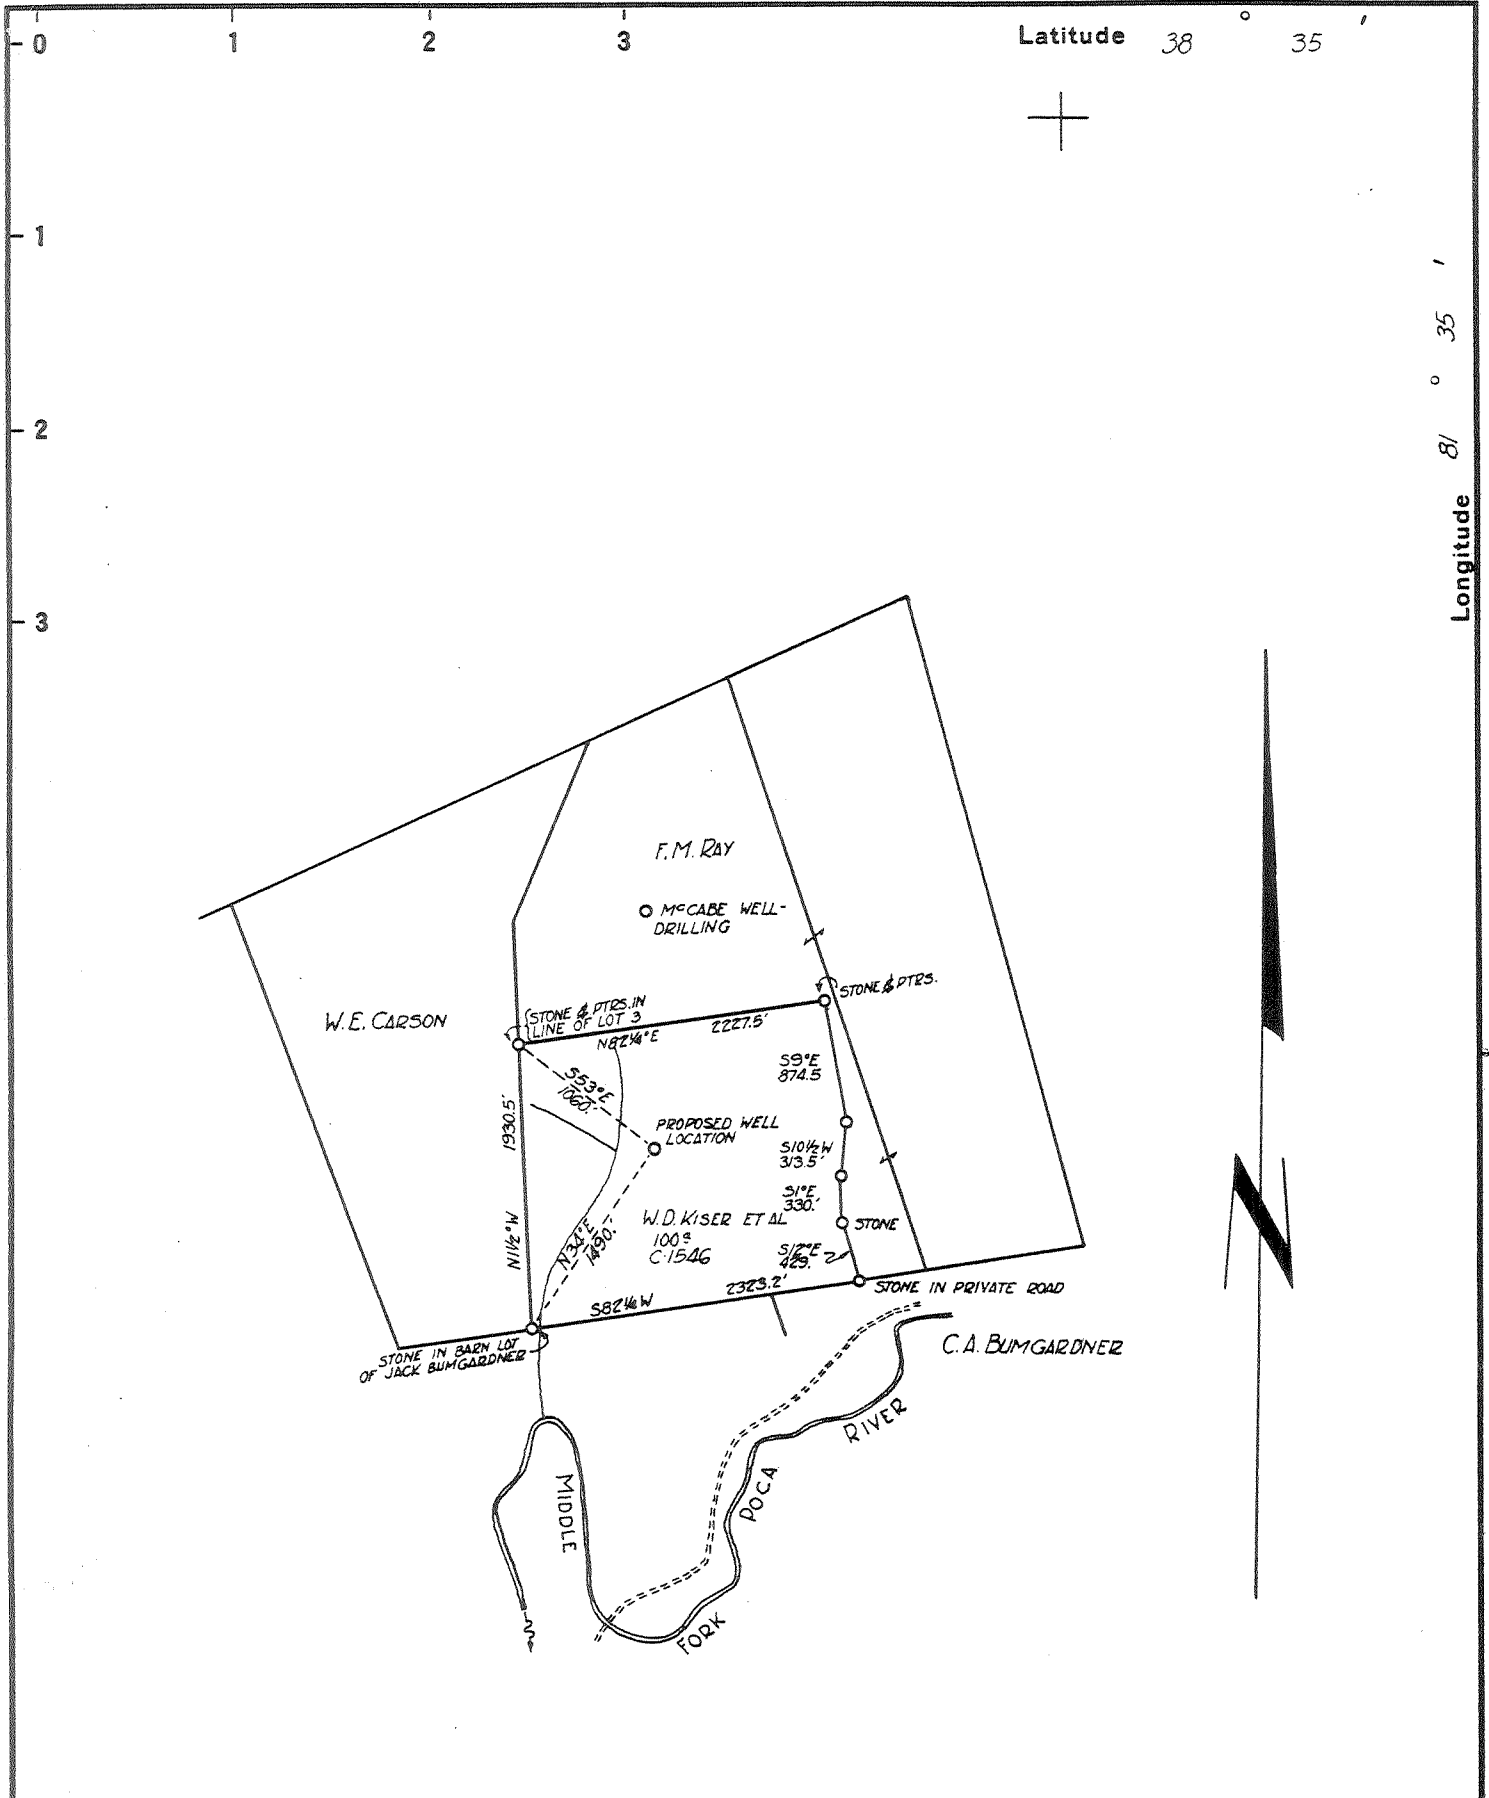 0
1
2
3
Latitude 38 ° 35 '
1
2
3
Longitude 81 ° 35 '
F.M. RAY
McCABE WELL-
DRILLING
W.E. CARSON
STONE & PTRS. IN
LINE OF LOT 3
STONE & PTRS.
N82¼°E 2227.5'
S9°E
874.5
S53°E
1060.'
1930.5'
N1½°W
PROPOSED WELL
LOCATION
S10½W
313.5'
S1°E
330.'
STONE
W.D. KISER ET AL
100ª
C-1546
N34°E
1490.'
S12°E
429.'
S82¼W 2323.2'
STONE IN PRIVATE ROAD
STONE IN BARN LOT
OF JACK BUMGARDNER
C.A. BUMGARDNER
MIDDLE
FORK
POCA
RIVER
N